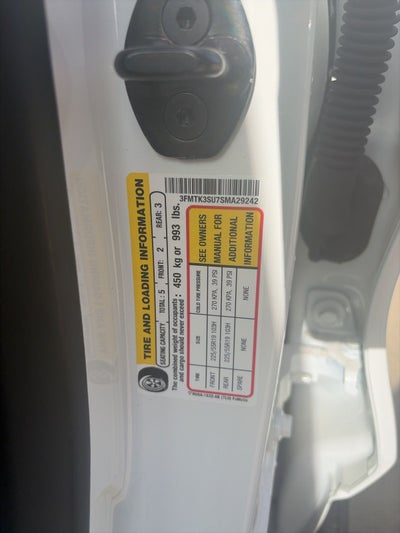 TIRE AND LOADING INFORMATION
SEATING CAPACITY TOTAL: 5 FRONT: 2 REAR: 3
The combined weight of occupants
and cargo should never exceed: 450 kg or 993 lbs.
TIRE SIZE COLD TIRE PRESSURE
FRONT 225/55R19 103H 270 KPA, 39 PSI
REAR 225/55R19 103H 270 KPA, 39 PSI
SPARE NONE NONE
SEE OWNERS
MANUAL FOR
ADDITIONAL
INFORMATION
3FMTK3SU7SMA29242